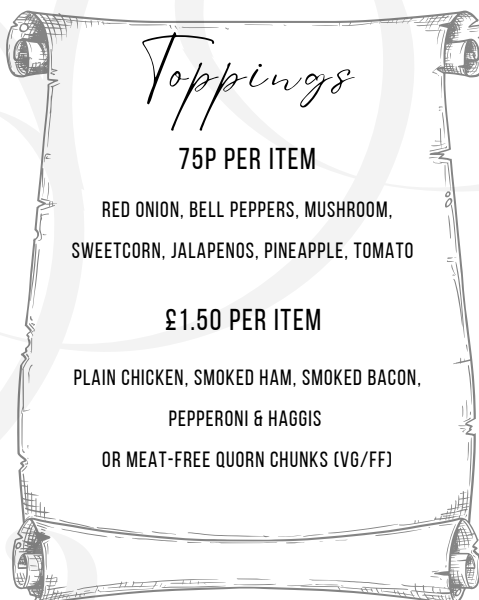 Toppings
75P PER ITEM
RED ONION, BELL PEPPERS, MUSHROOM,
SWEETCORN, JALAPENOS, PINEAPPLE, TOMATO
£1.50 PER ITEM
PLAIN CHICKEN, SMOKED HAM, SMOKED BACON,
PEPPERONI & HAGGIS
OR MEAT-FREE QUORN CHUNKS (VG/FF)